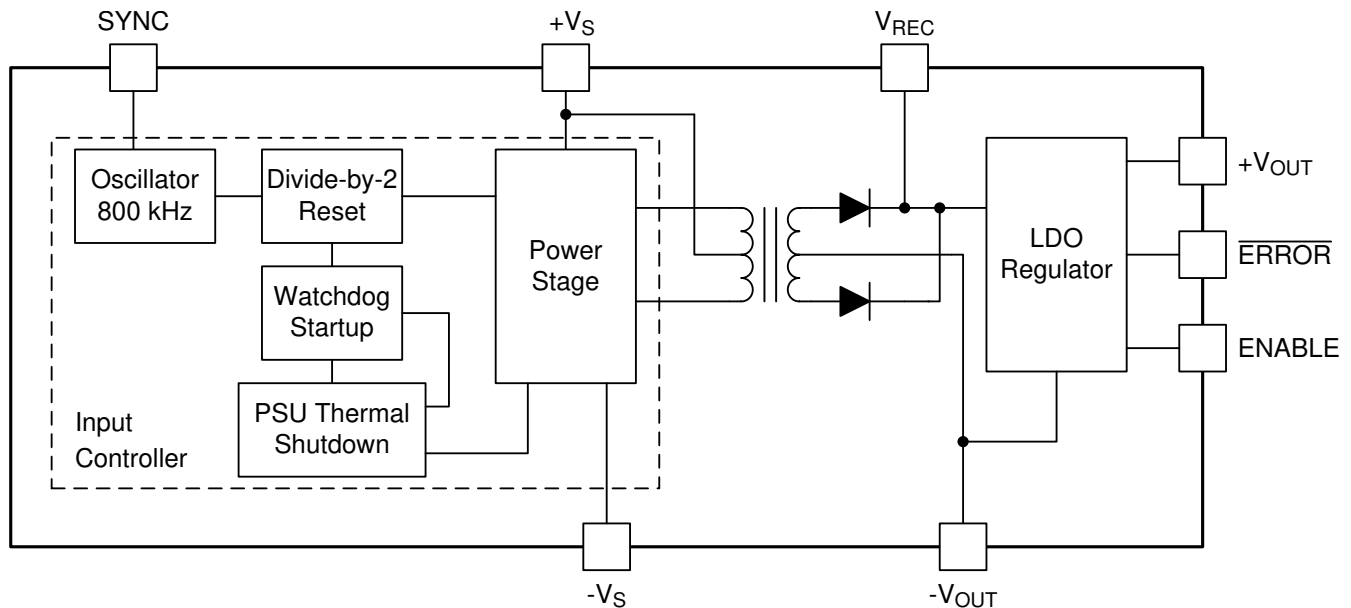 SYNC
+VS
VREC
Oscillator
800 kHz
Divide-by-2
Reset
Watchdog
Startup
PSU Thermal
Shutdown
Input
Controller
Power
Stage
LDO
Regulator
+VOUT
ERROR
ENABLE
-VS
-VOUT